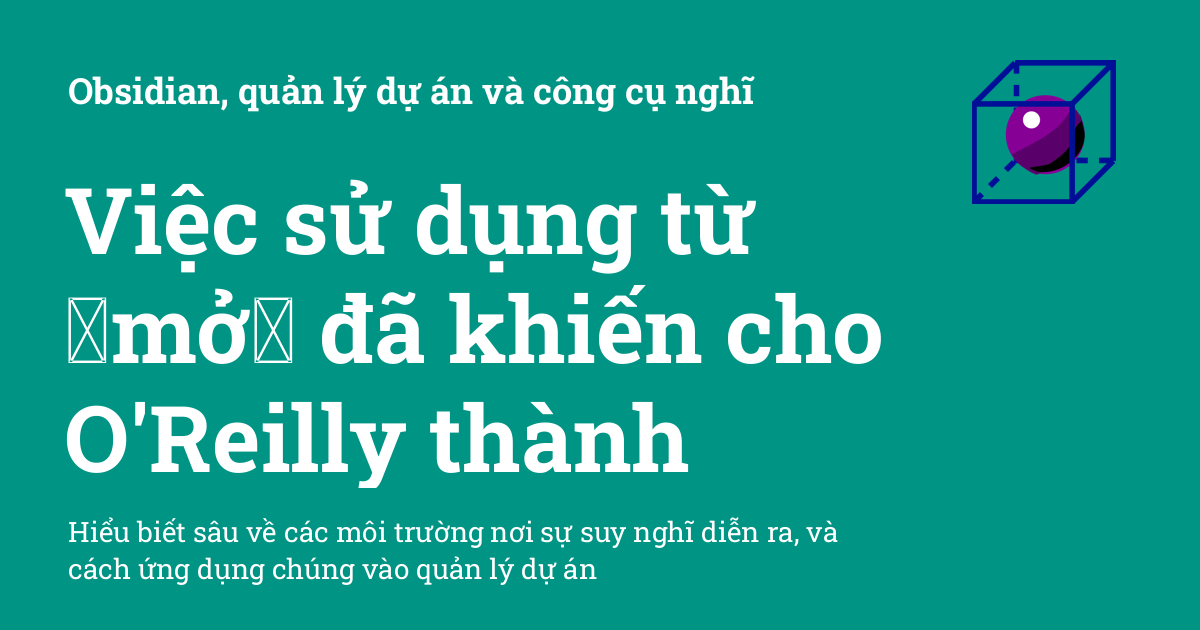 Obsidian, quản lý dự án và công cụ nghĩ
Việc sử dụng từ
mở đã khiến cho
O'Reilly thành
Hiểu biết sâu về các môi trường nơi sự suy nghĩ diễn ra, và
cách ứng dụng chúng vào quản lý dự án